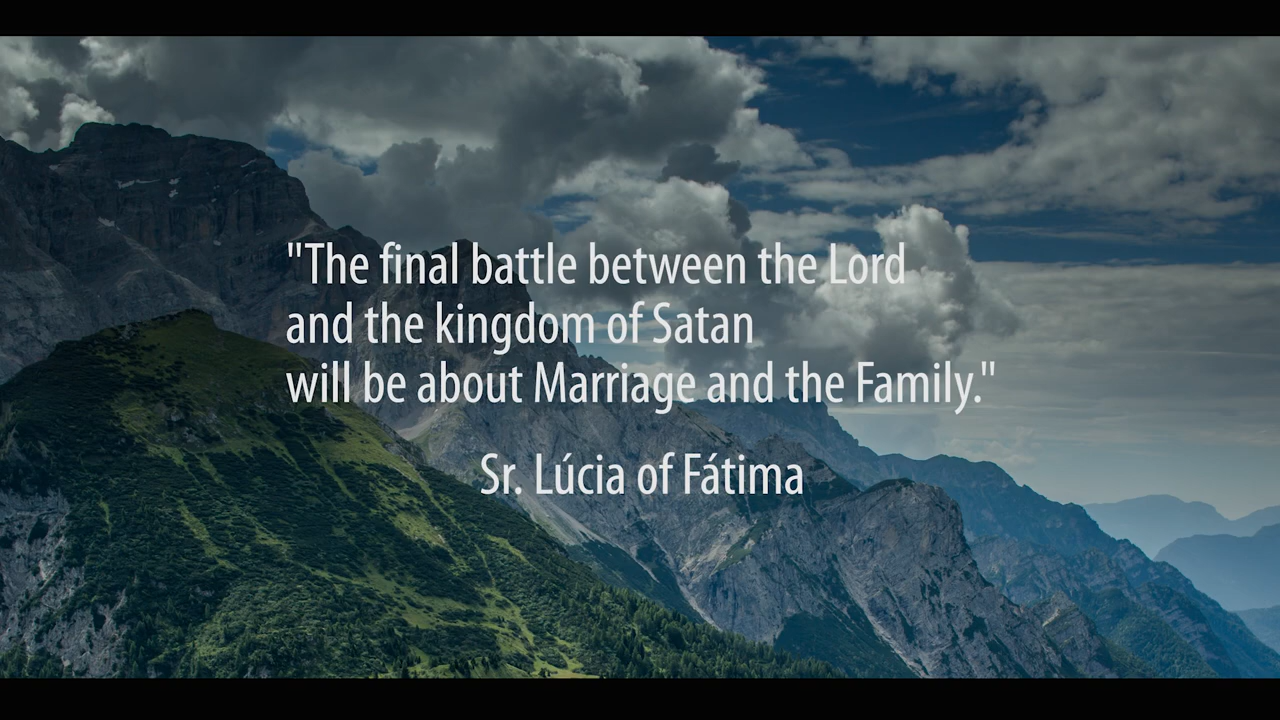 "The final battle between the Lord
and the kingdom of Satan
will be about Marriage and the Family."
Sr. Lúcia of Fátima